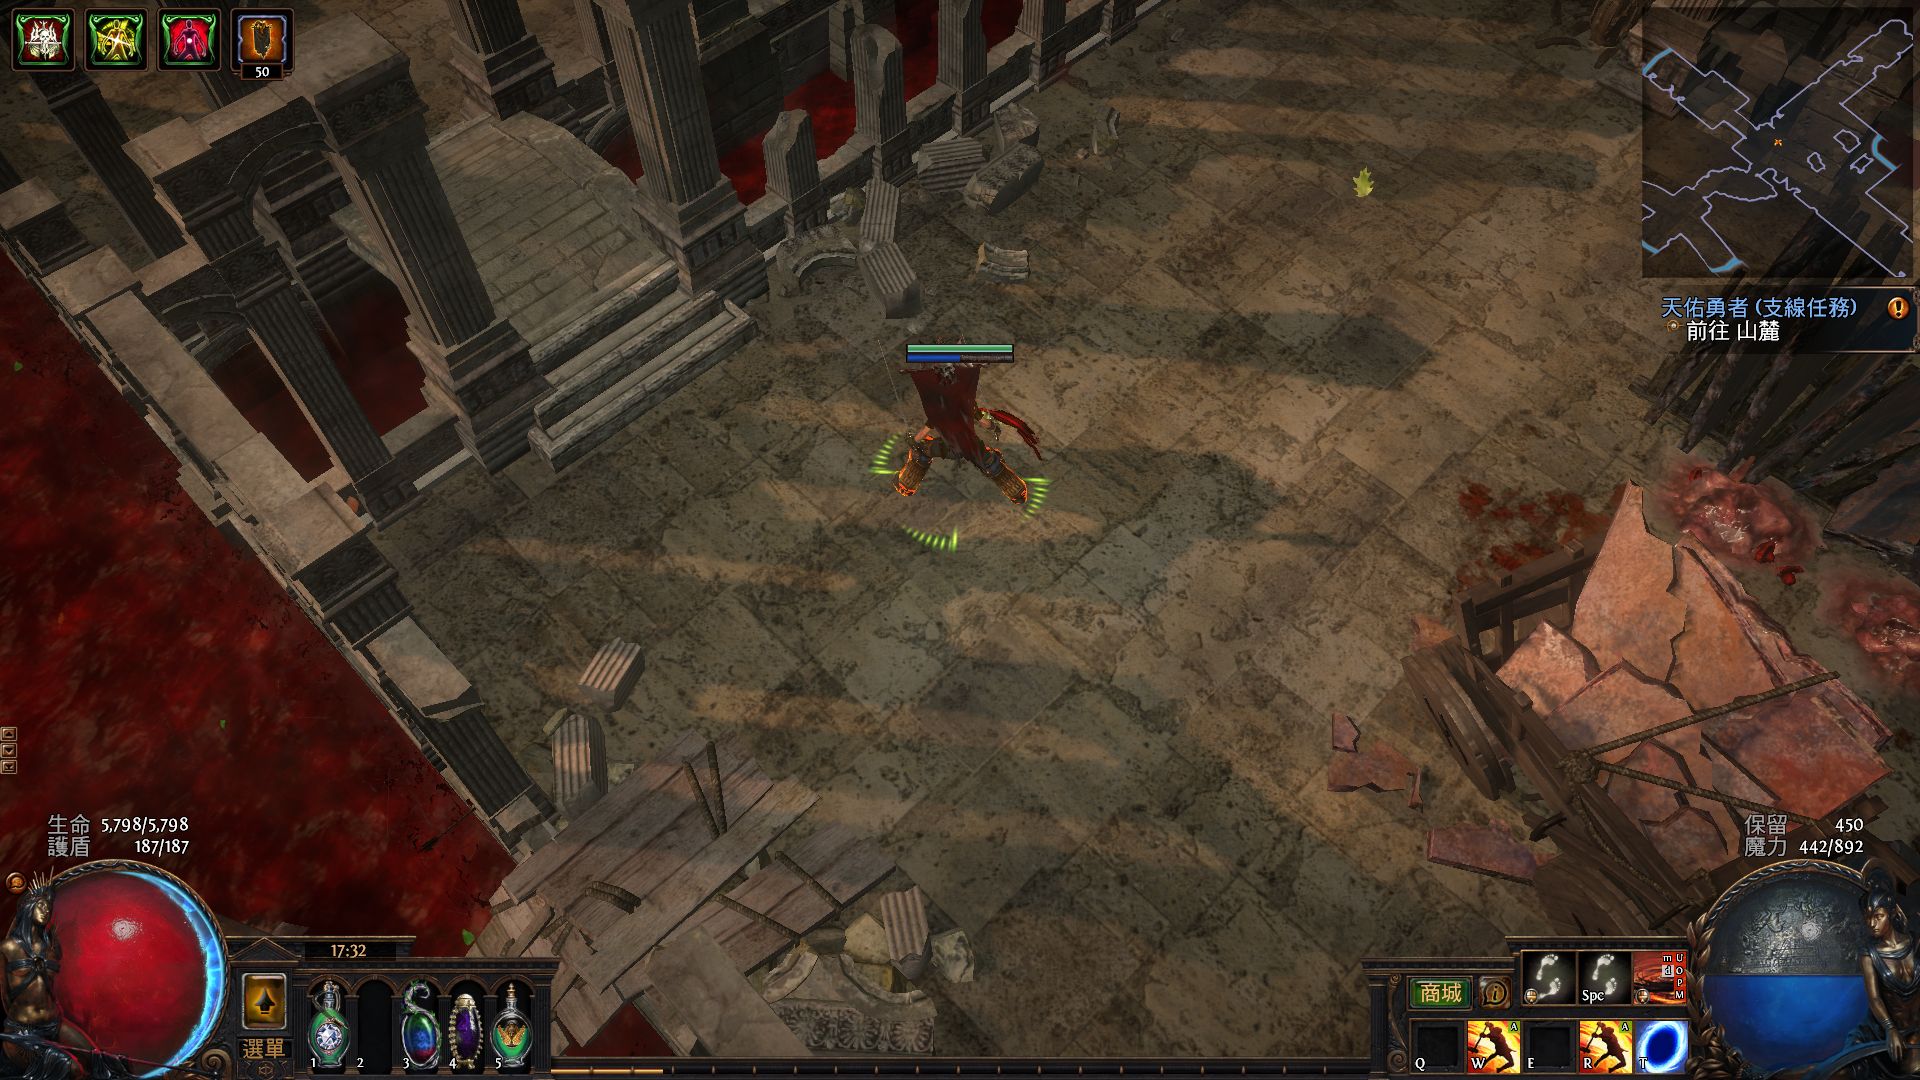 50
天佑勇者 (支線任務)
前往 山麓
生命 5,798/5,798
護盾 187/187
保留 450
魔力 442/892
17:32
選單
1 2 3 4 5
商城
Spc
m U
d O
P
M
Q W A E R A T